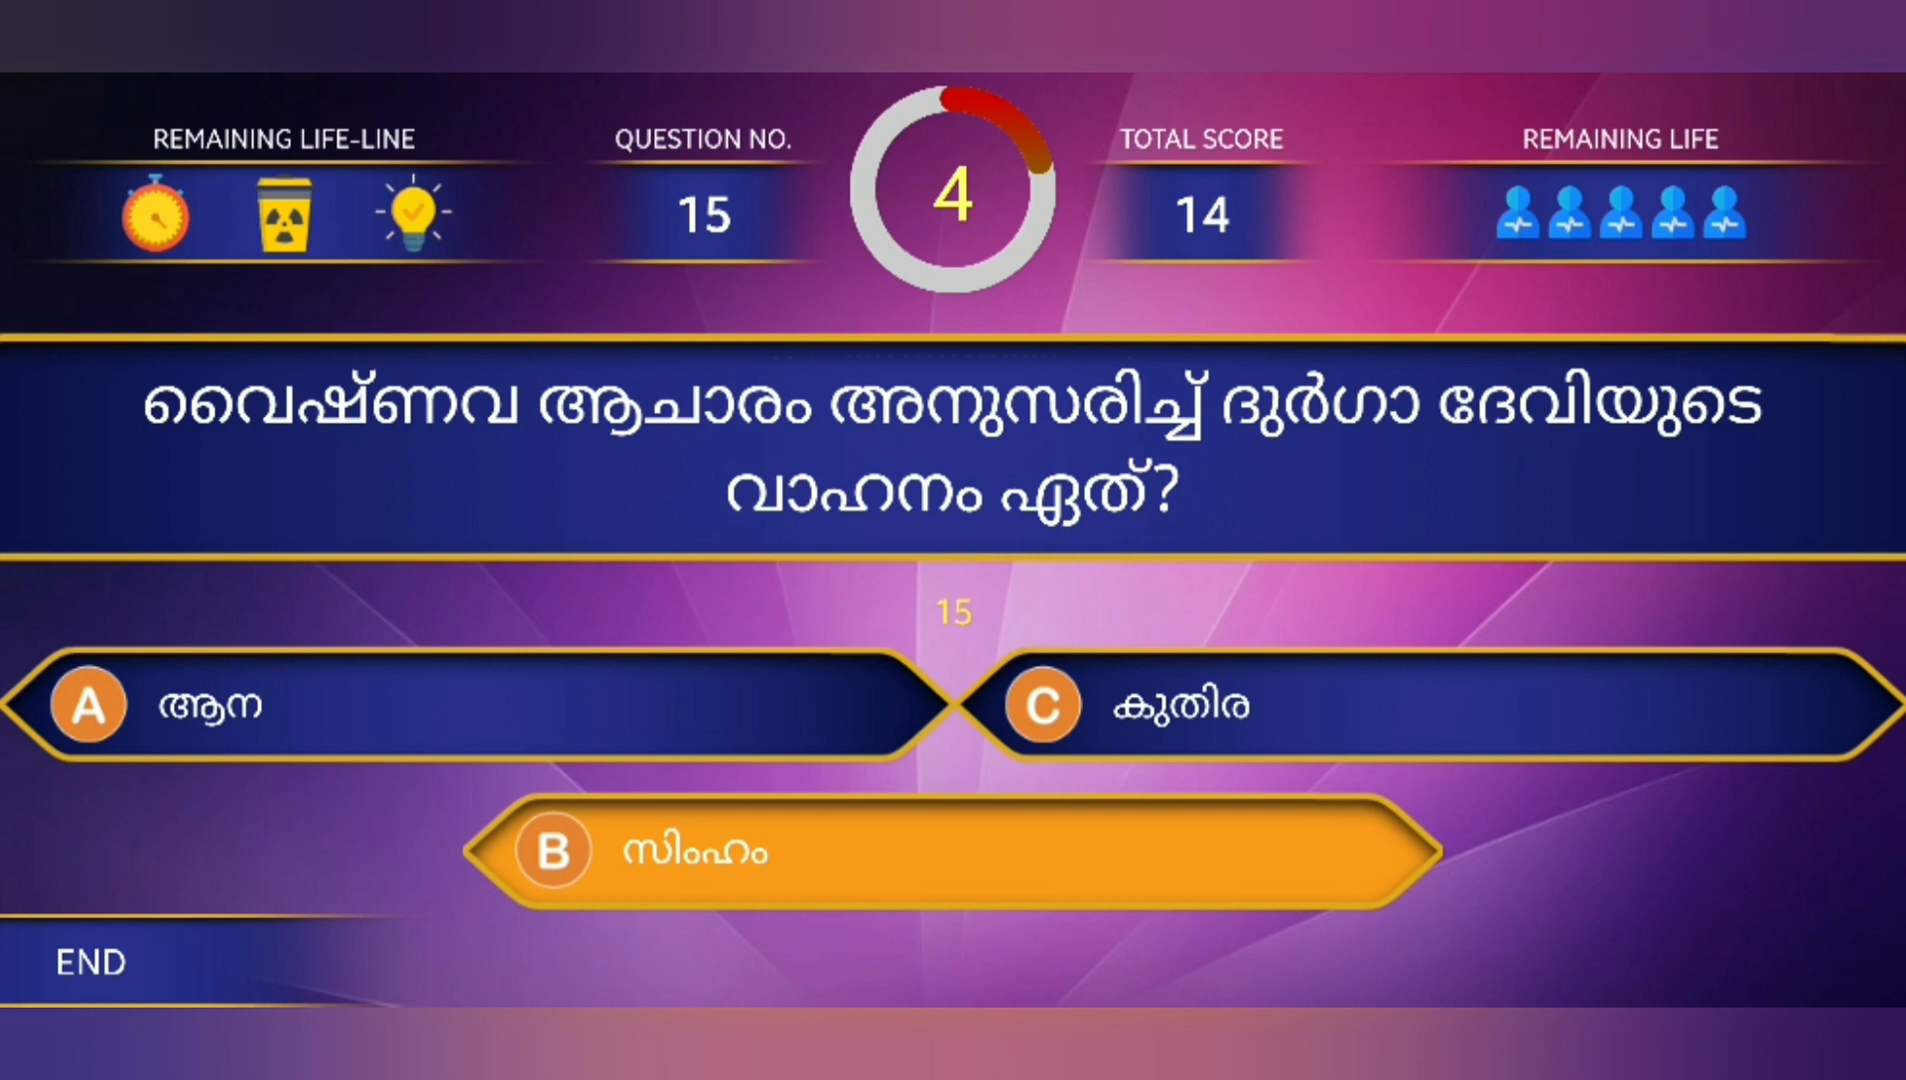 REMAINING LIFE-LINE
QUESTION NO.
15
4
TOTAL SCORE
14
REMAINING LIFE
വൈഷ്ണവ ആചാരം അനുസരിച്ച് ദുർഗാ ദേവിയുടെ
വാഹനം ഏത്?
15
A ആന
C കുതിര
B സിംഹം
END